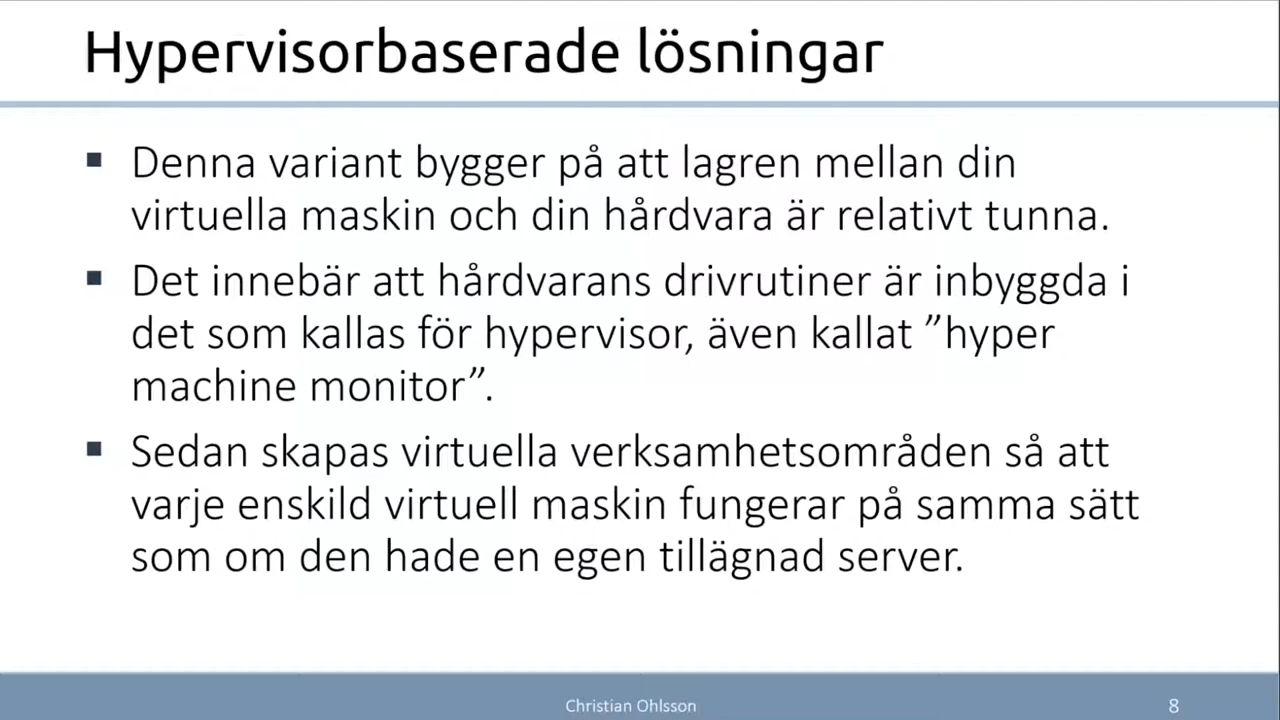 Hypervisorbaserade lösningar
▪ Denna variant bygger på att lagren mellan din
virtuella maskin och din hårdvara är relativt tunna.
▪ Det innebär att hårdvarans drivrutiner är inbyggda i
det som kallas för hypervisor, även kallat ”hyper
machine monitor”.
▪ Sedan skapas virtuella verksamhetsområden så att
varje enskild virtuell maskin fungerar på samma sätt
som om den hade en egen tillägnad server.
Christian Ohlsson
8